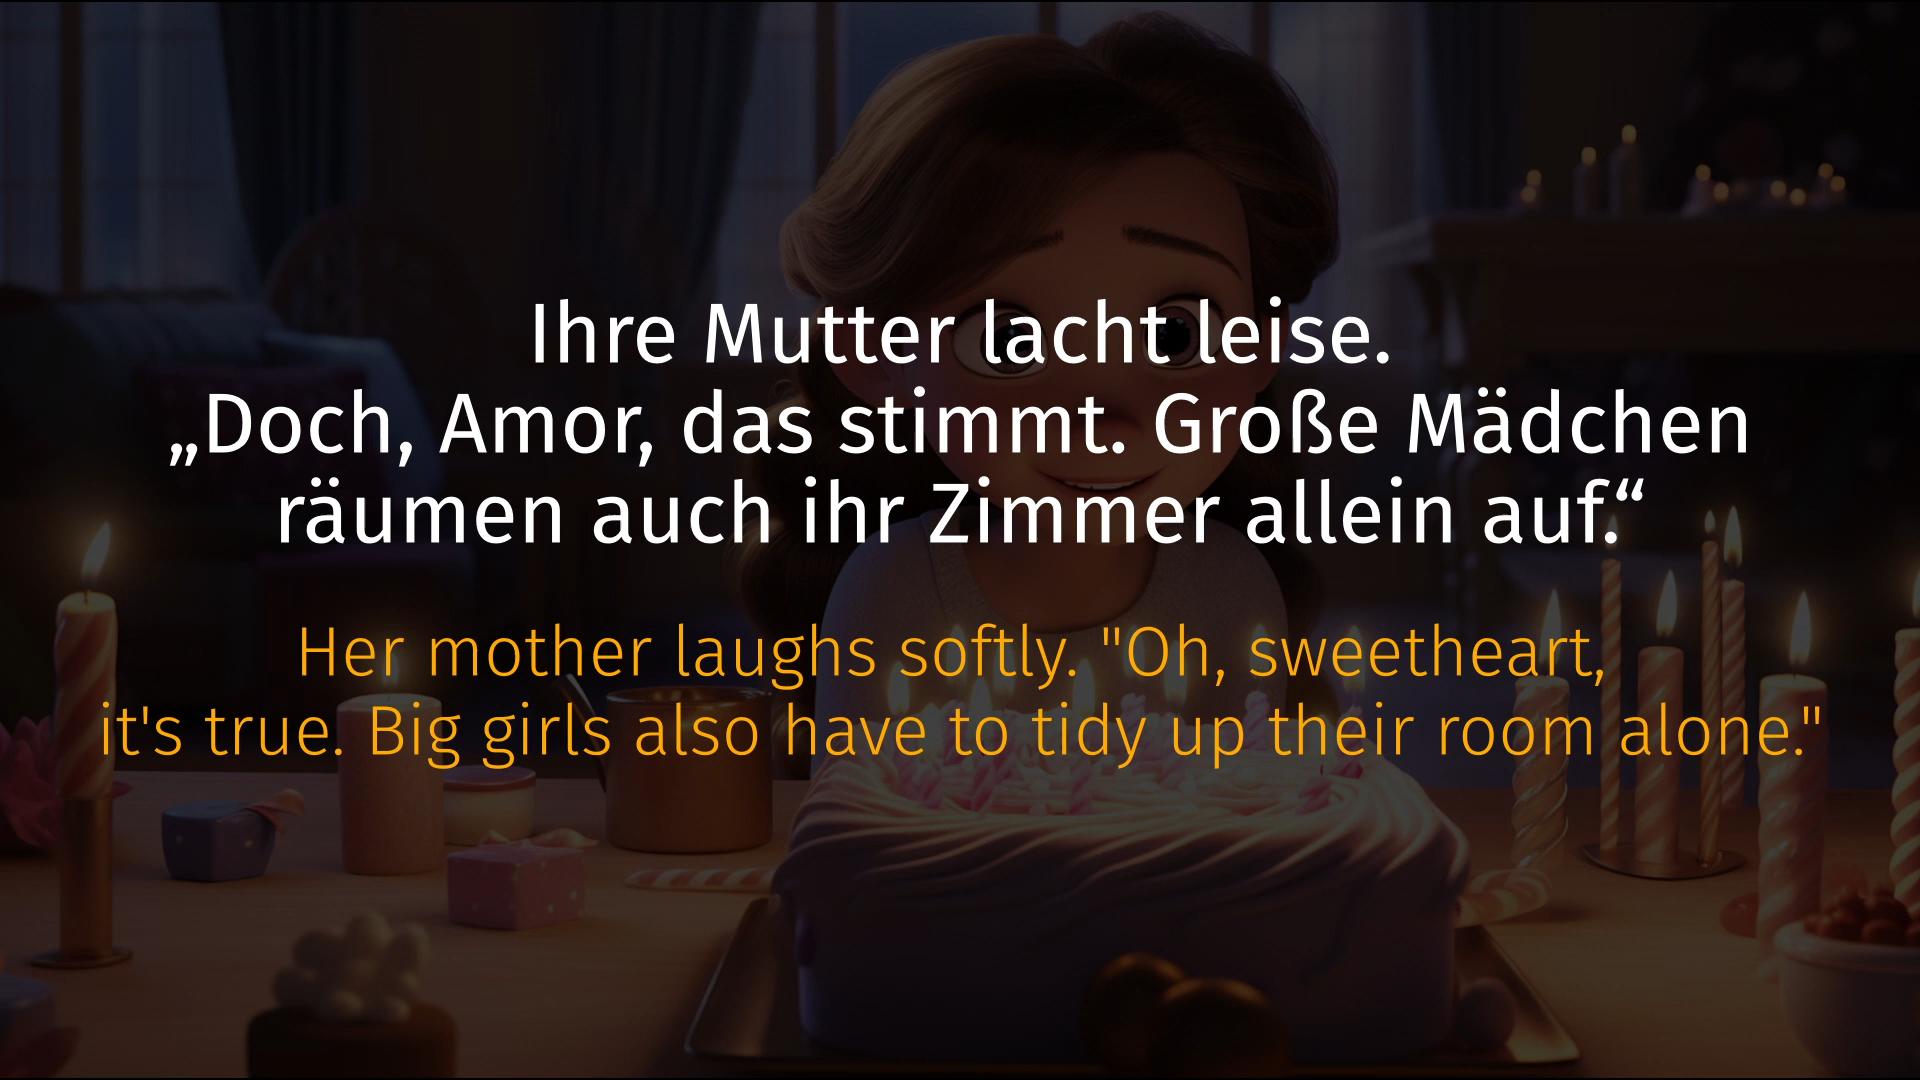 Ihre Mutter lacht leise.
„Doch, Amor, das stimmt. Große Mädchen
räumen auch ihr Zimmer allein auf.“
Her mother laughs softly. "Oh, sweetheart,
it's true. Big girls also have to tidy up their room alone."